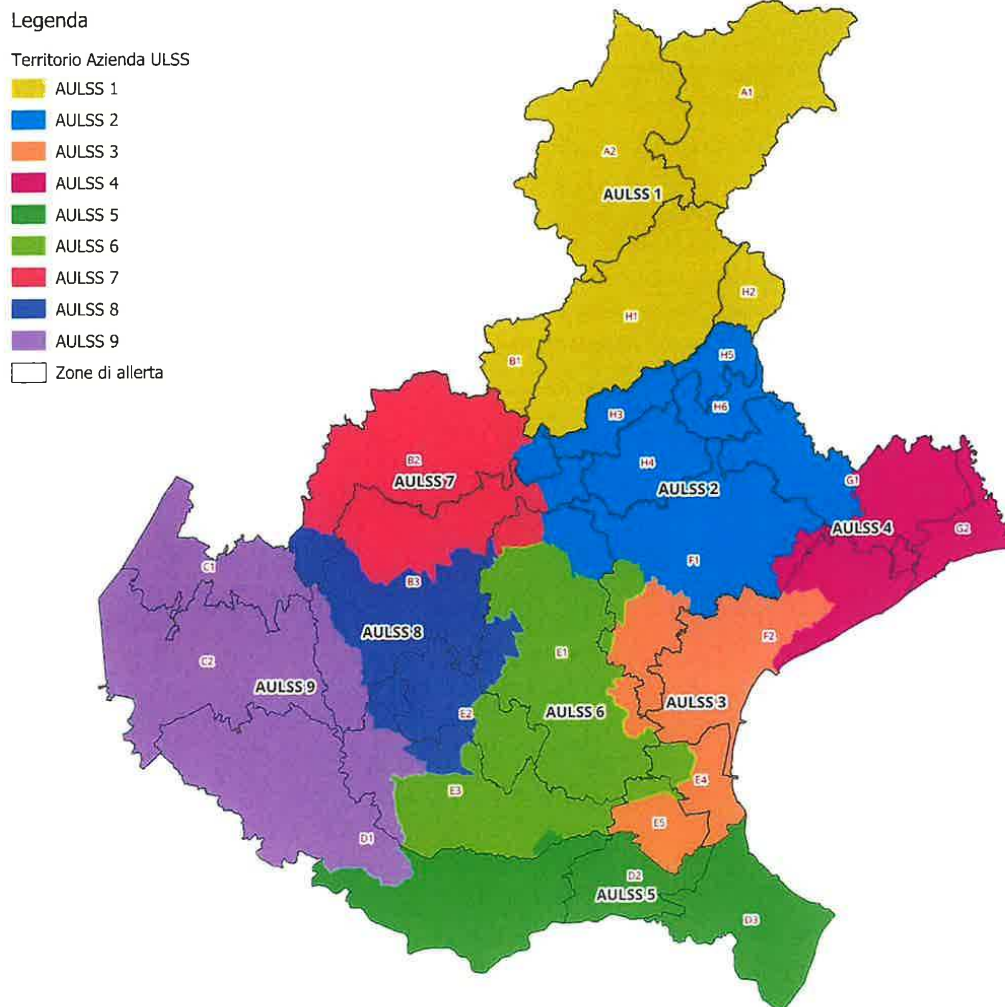 Legenda
Territorio Azienda ULSS
AULSS 1
AULSS 2
AULSS 3
AULSS 4
AULSS 5
AULSS 6
AULSS 7
AULSS 8
AULSS 9
Zone di allerta
A1
A2
AULSS 1
H2
H1
H5
B1
H6
H3
B2
H4
AULSS 7
AULSS 2
G1
AULSS 4
G2
F1
C1
B3
AULSS 8
F2
E1
C2
AULSS 9
AULSS 3
AULSS 6
E2
E4
E3
E5
D1
D2
AULSS 5
D3